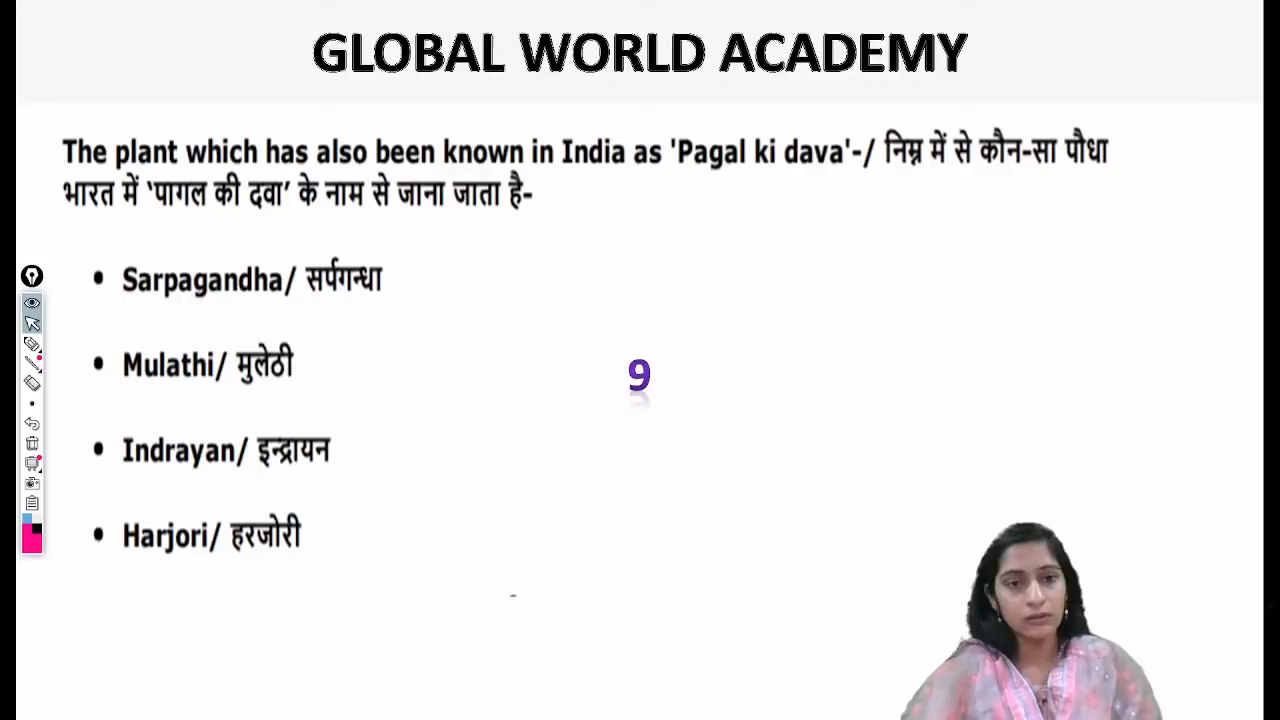 GLOBAL WORLD ACADEMY
The plant which has also been known in India as 'Pagal ki dava'-/ निम्न में से कौन-सा पौधा
भारत में 'पागल की दवा' के नाम से जाना जाता है-
• Sarpagandha/ सर्पगन्धा
• Mulathi/ मुलेठी
9
• Indrayan/ इन्द्रायन
• Harjori/ हरजोरी